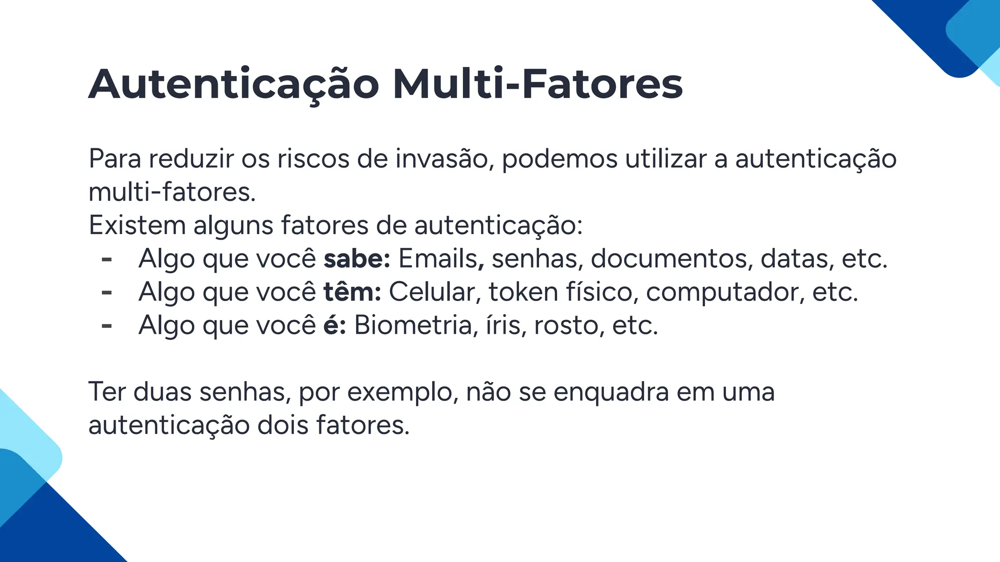 Autenticação Multi-Fatores
Para reduzir os riscos de invasão, podemos utilizar a autenticação
multi-fatores.
Existem alguns fatores de autenticação:
- Algo que você sabe: Emails, senhas, documentos, datas, etc.
- Algo que você têm: Celular, token físico, computador, etc.
- Algo que você é: Biometria, íris, rosto, etc.
Ter duas senhas, por exemplo, não se enquadra em uma
autenticação dois fatores.